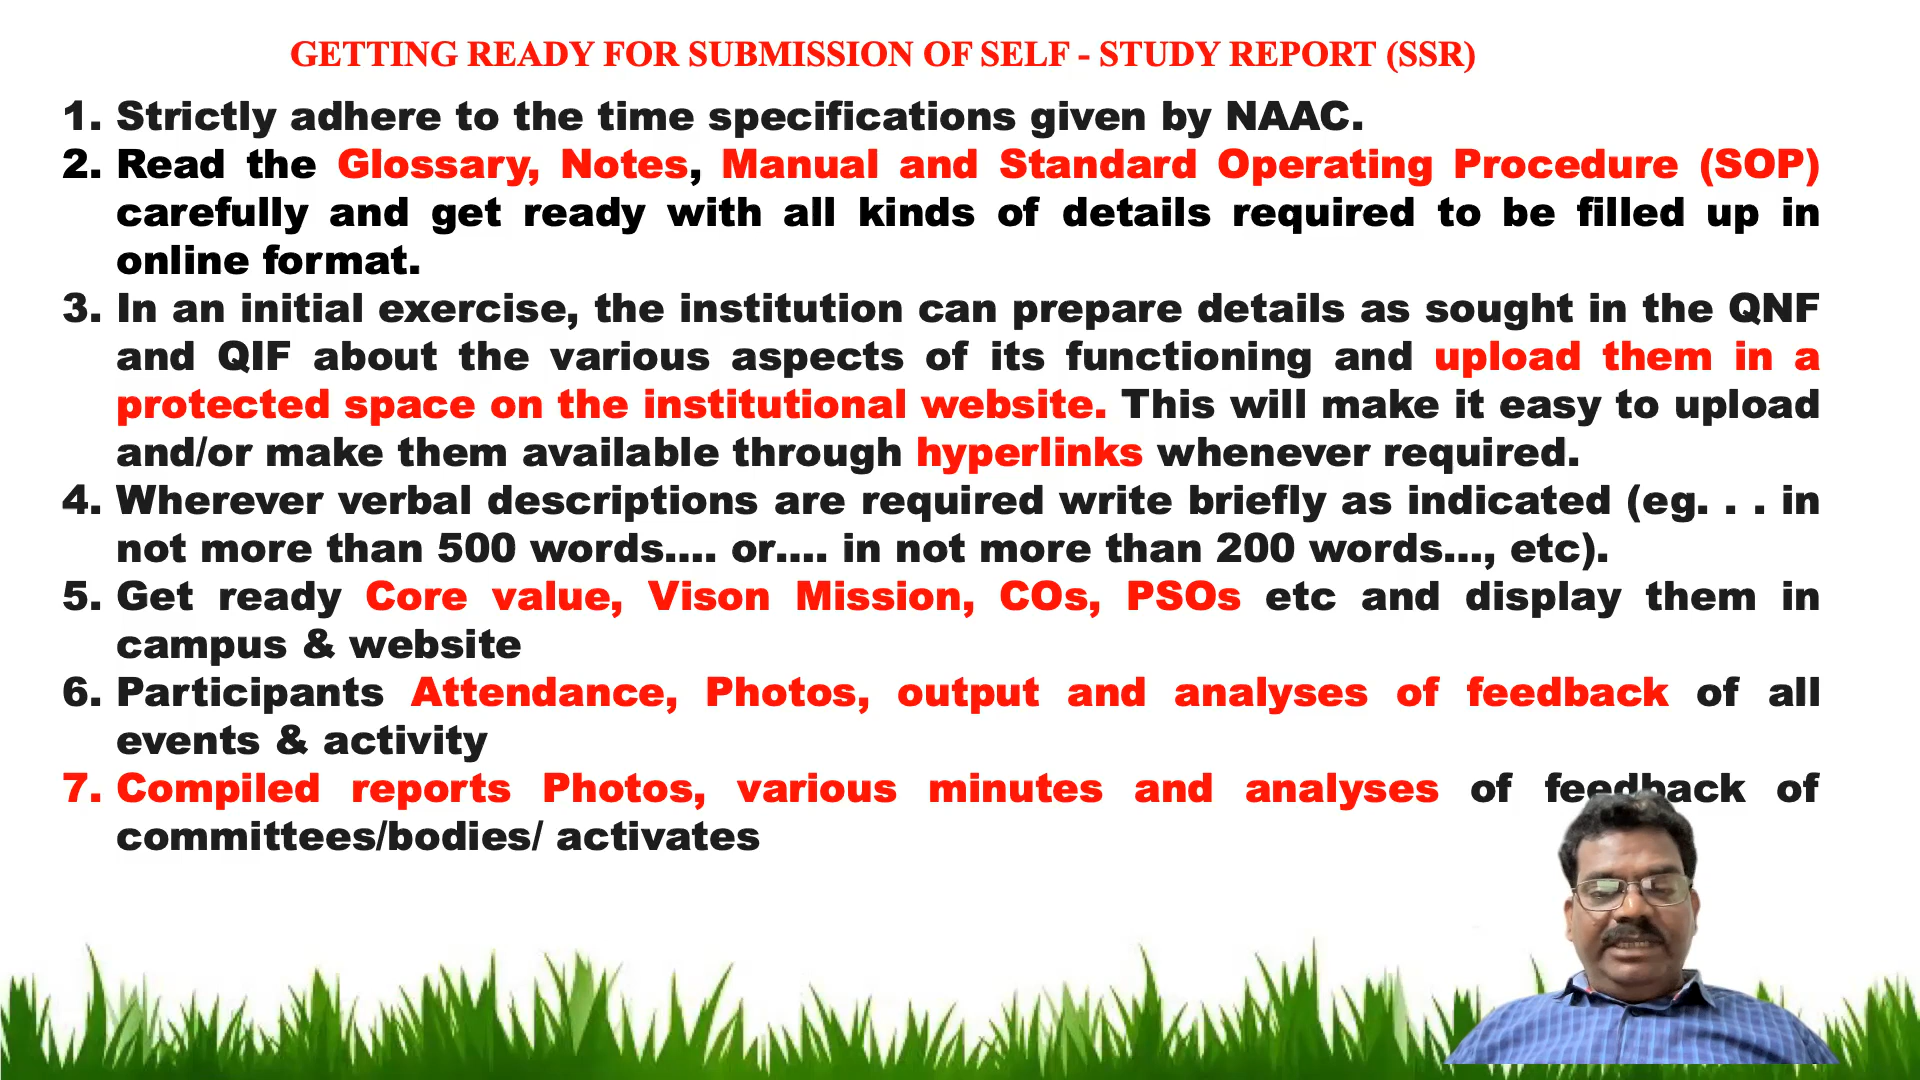 GETTING READY FOR SUBMISSION OF SELF - STUDY REPORT (SSR)
1. Strictly adhere to the time specifications given by NAAC.
2. Read the Glossary, Notes, Manual and Standard Operating Procedure (SOP)
carefully and get ready with all kinds of details required to be filled up in
online format.
3. In an initial exercise, the institution can prepare details as sought in the QNF
and QIF about the various aspects of its functioning and upload them in a
protected space on the institutional website. This will make it easy to upload
and/or make them available through hyperlinks whenever required.
4. Wherever verbal descriptions are required write briefly as indicated (eg. . . in
not more than 500 words.... or.... in not more than 200 words..., etc).
5. Get ready Core value, Vison Mission, COs, PSOs etc and display them in
campus & website
6. Participants Attendance, Photos, output and analyses of feedback of all
events & activity
7. Compiled reports Photos, various minutes and analyses of feedback of
committees/bodies/ activates